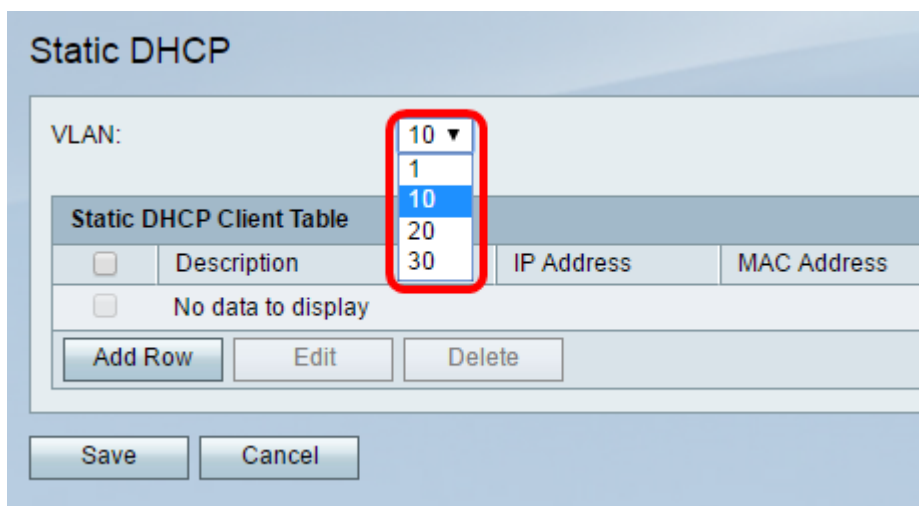 Static DHCP
VLAN: 10 ▼
1
10
20
30
Static DHCP Client Table
Description IP Address MAC Address
No data to display
Add Row Edit Delete
Save Cancel